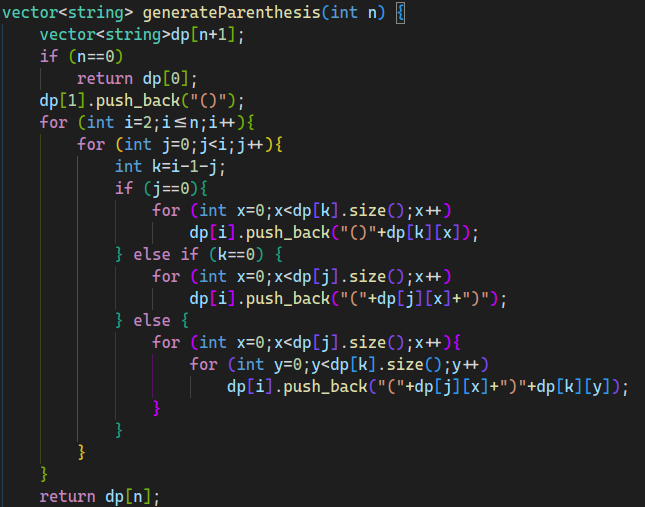 vector<string> generateParenthesis(int n) {
    vector<string>dp[n+1];
    if (n==0)
        return dp[0];
    dp[1].push_back("()");
    for (int i=2;i≤n;i++){
        for (int j=0;j<i;j++){
            int k=i-1-j;
            if (j==0){
                for (int x=0;x<dp[k].size();x++)
                    dp[i].push_back("()"+dp[k][x]);
            } else if (k==0) {
                for (int x=0;x<dp[j].size();x++)
                    dp[i].push_back("("+dp[j][x]+")");
            } else {
                for (int x=0;x<dp[j].size();x++){
                    for (int y=0;y<dp[k].size();y++)
                        dp[i].push_back("("+dp[j][x]+")"+dp[k][y]);
                }
            }
        }
    }
    return dp[n];